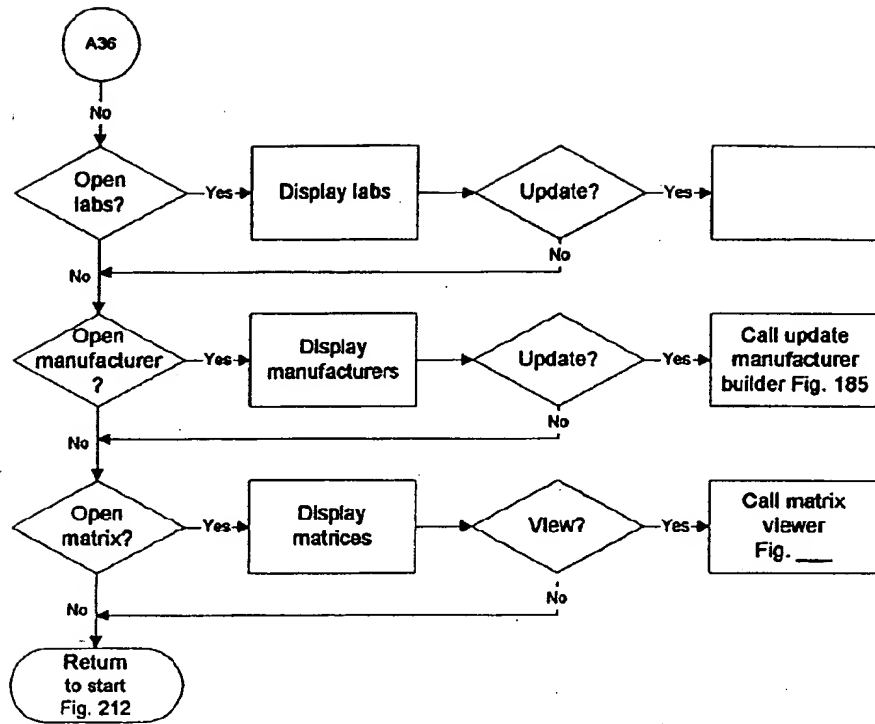 A36
No
Open
labs?
Yes
Display labs
Update?
Yes
No
No
Open
manufacturer
?
Yes
Display
manufacturers
Update?
Yes
Call update
manufacturer
builder Fig. 185
No
No
Open
matrix?
Yes
Display
matrices
View?
Yes
Call matrix
viewer
Fig. ___
No
No
Return
to start
Fig. 212